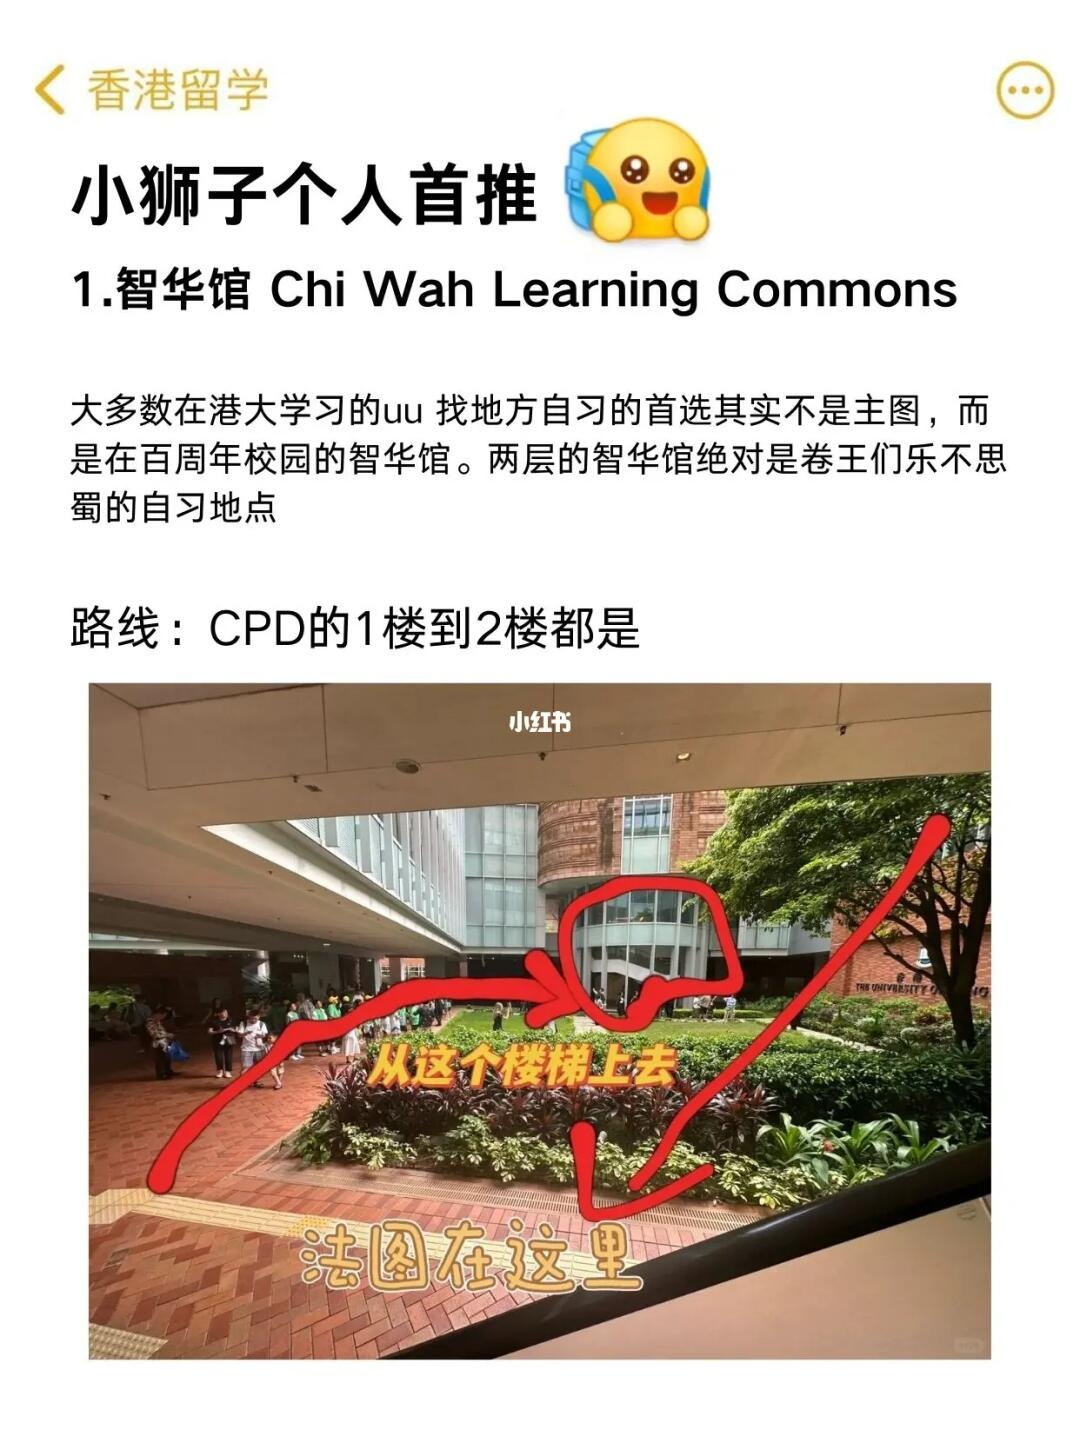 香港留学
小狮子个人首推
1.智华馆 Chi Wah Learning Commons
大多数在港大学习的uu 找地方自习的首选其实不是主图，而
是在百周年校园的智华馆。两层的智华馆绝对是卷王们乐不思
蜀的自习地点
路线：CPD的1楼到2楼都是
小红书
THE UNIVERSITY O
从这个楼梯上去
法图在这里